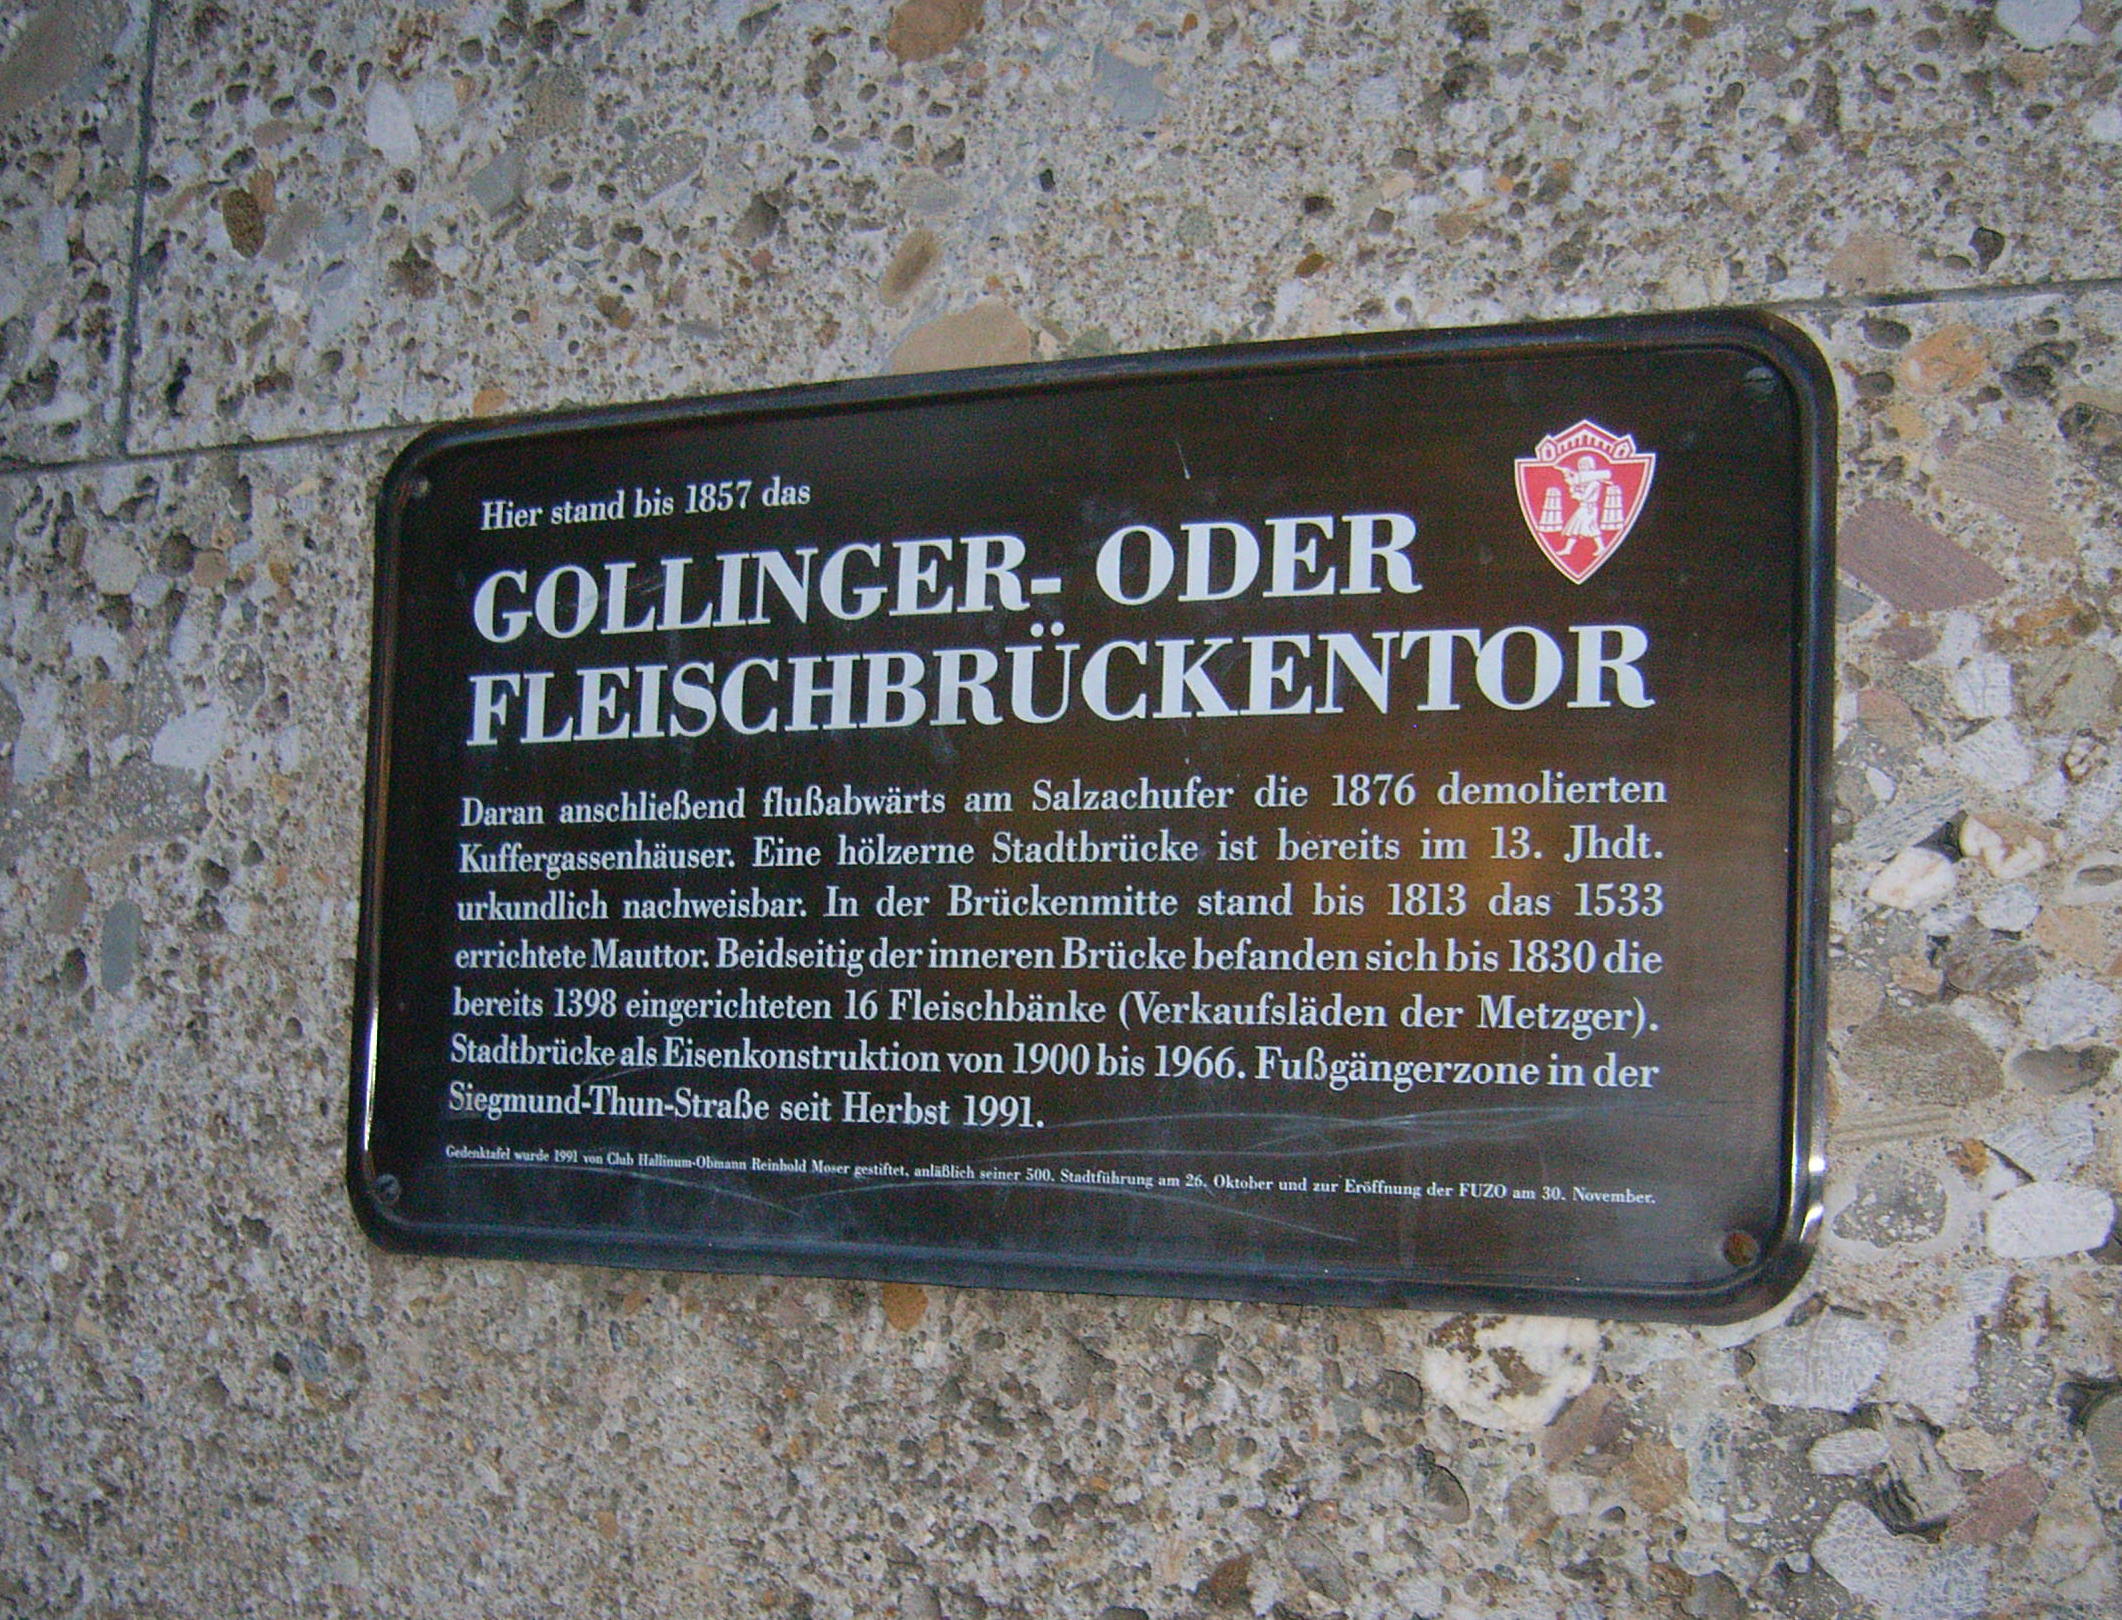 Hier stand bis 1857 das
GOLLINGER- ODER
FLEISCHBRÜCKENTOR
Daran anschließend flußabwärts am Salzachufer die 1876 demolierten
Kuffergassenhäuser. Eine hölzerne Stadtbrücke ist bereits im 13. Jhdt.
urkundlich nachweisbar. In der Brückenmitte stand bis 1813 das 1533
errichtete Mauttor. Beidseitig der inneren Brücke befanden sich bis 1830 die
bereits 1398 eingerichteten 16 Fleischbänke (Verkaufsläden der Metzger).
Stadtbrücke als Eisenkonstruktion von 1900 bis 1966. Fußgängerzone in der
Siegmund-Thun-Straße seit Herbst 1991.
Gedenktafel wurde 1991 von Club Hallinum-Obmann Reinhold Moser gestiftet, anläßlich seiner 500. Stadtführung am 26. Oktober und zur Eröffnung der FUZO am 30. November.